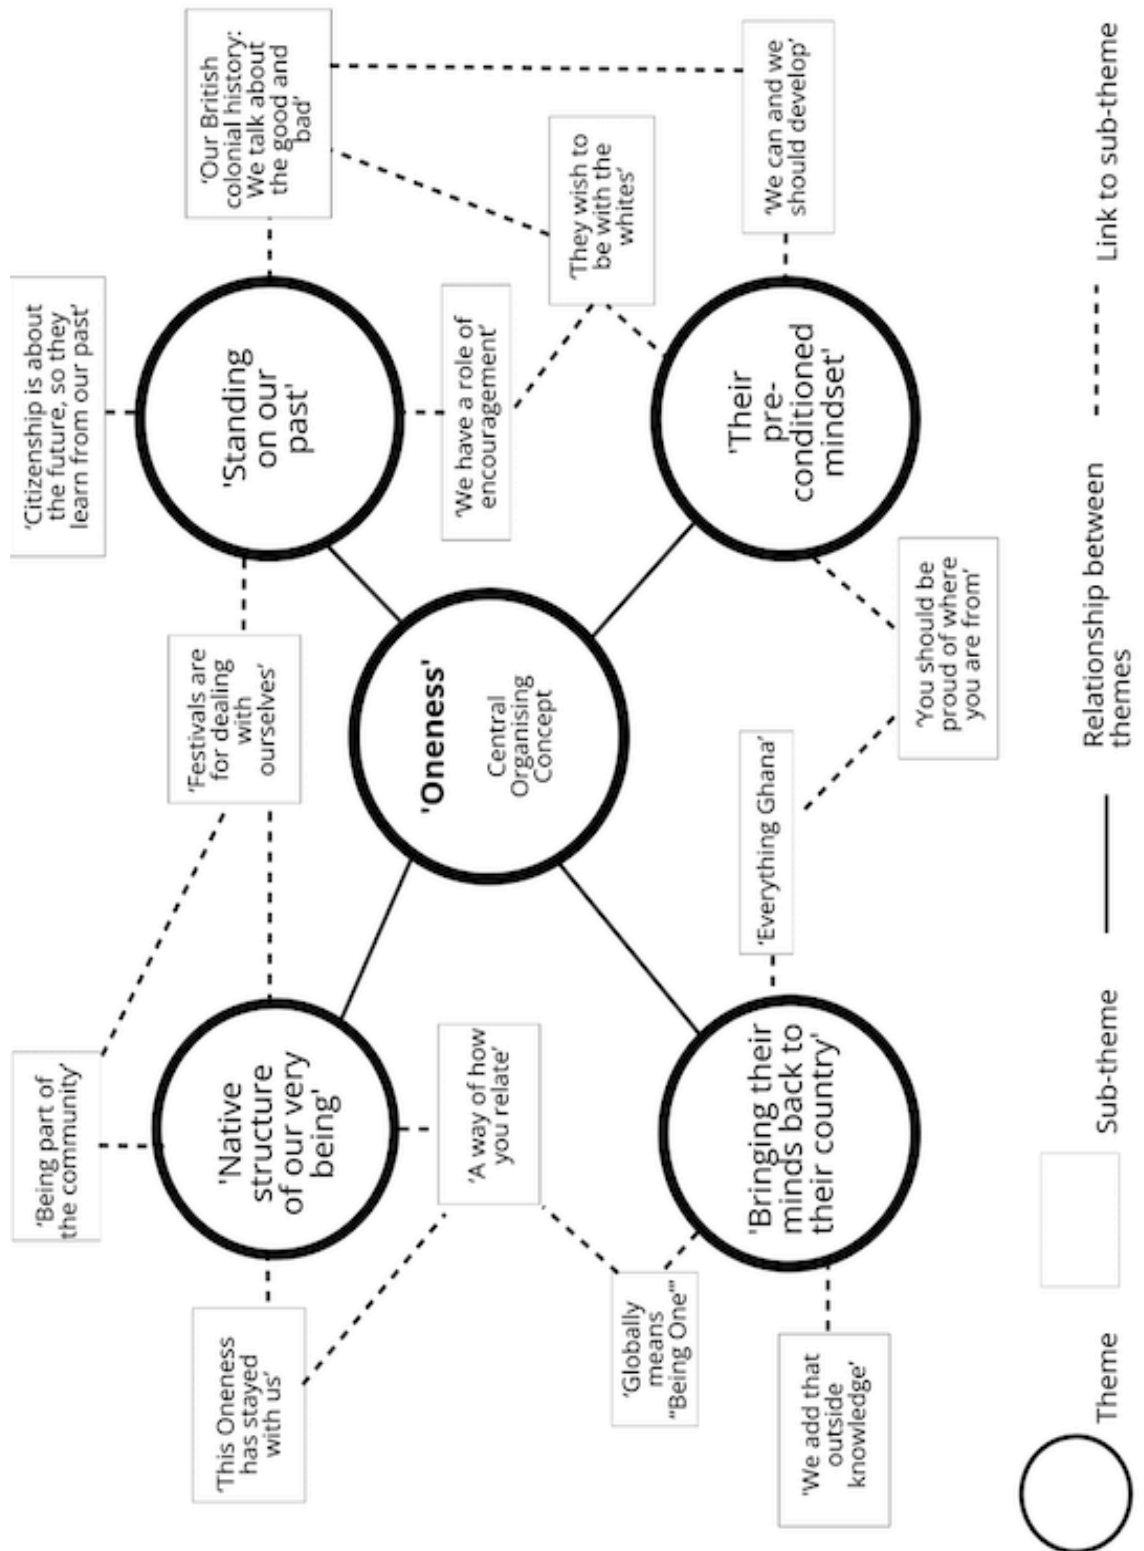 'Being part of
the community'
'Citizenship is about
the future, so they
learn from our past'
'This Oneness
has stayed
with us'
'Native
structure
of our very
being'
'Festivals are
for dealing
with
ourselves'
'Standing
on our
past'
'Our British
colonial history:
We talk about
the good and
bad'
'A way of how
you relate'
'Oneness'
Central
Organising
Concept
'We have a role of
encouragement'
'They wish to
be with the
whites'
'Globally
means
"Being One"'
'We add that
outside
knowledge'
'Bringing their
minds back to
their country'
'Everything Ghana'
'You should be
proud of where
you are from'
'Their
pre-
conditioned
mindset'
'We can and we
should develop'
Theme
Sub-theme
Relationship between
themes
Link to sub-theme